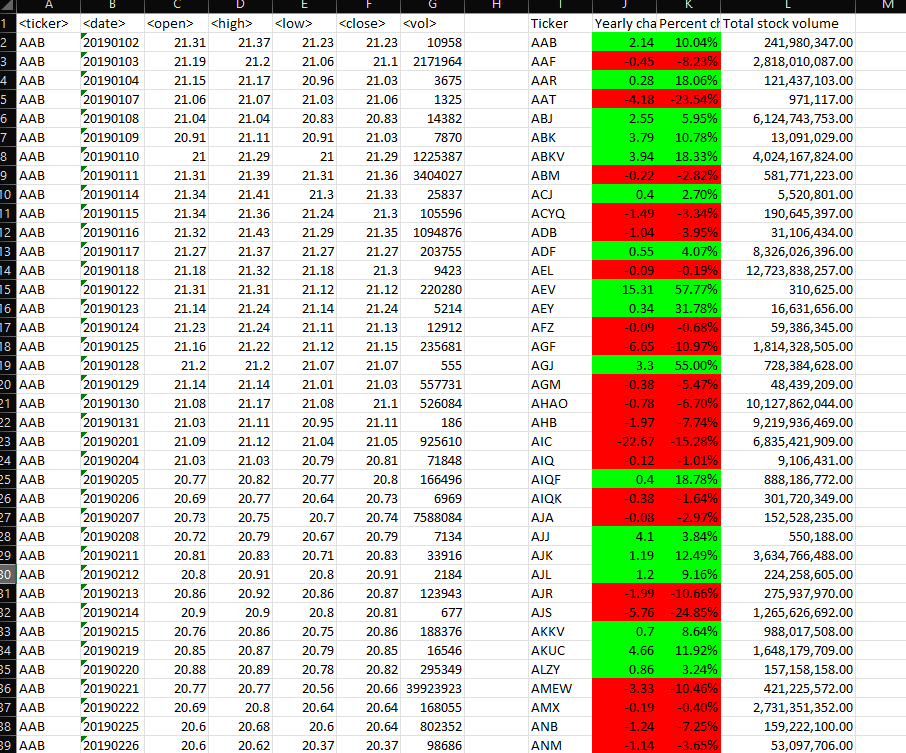 A B C D E F G H I J K L M
1 <ticker> <date> <open> <high> <low> <close> <vol> Ticker Yearly cha Percent ch Total stock volume
2 AAB 20190102 21.31 21.37 21.23 21.23 10958 AAB 2.14 10.04% 241,980,347.00
3 AAB 20190103 21.19 21.2 21.06 21.1 2171964 AAF -0.45 -8.23% 2,818,010,087.00
4 AAB 20190104 21.15 21.17 20.96 21.03 3675 AAR 0.28 18.06% 121,437,103.00
5 AAB 20190107 21.06 21.07 21.03 21.06 1325 AAT -4.18 -23.54% 971,117.00
6 AAB 20190108 21.04 21.04 20.83 20.83 14382 ABJ 2.55 5.95% 6,124,743,753.00
7 AAB 20190109 20.91 21.11 20.91 21.03 7870 ABK 3.79 10.78% 13,091,029.00
8 AAB 20190110 21 21.29 21 21.29 1225387 ABKV 3.94 18.33% 4,024,167,824.00
9 AAB 20190111 21.31 21.39 21.31 21.36 3404027 ABM -0.22 -2.82% 581,771,223.00
10 AAB 20190114 21.34 21.41 21.3 21.33 25837 ACJ 0.4 2.70% 5,520,801.00
11 AAB 20190115 21.34 21.36 21.24 21.3 105596 ACYQ -1.49 -3.34% 190,645,397.00
12 AAB 20190116 21.32 21.43 21.29 21.35 1094876 ADB -1.04 -3.95% 31,106,434.00
13 AAB 20190117 21.27 21.37 21.27 21.27 203755 ADF 0.55 4.07% 8,326,026,396.00
14 AAB 20190118 21.18 21.32 21.18 21.3 9423 AEL -0.09 -0.19% 12,723,838,257.00
15 AAB 20190122 21.31 21.31 21.12 21.12 220280 AEV 15.31 57.77% 310,625.00
16 AAB 20190123 21.14 21.24 21.14 21.24 5214 AEY 0.34 31.78% 16,631,656.00
17 AAB 20190124 21.23 21.24 21.11 21.13 12912 AFZ -0.09 -0.68% 59,386,345.00
18 AAB 20190125 21.16 21.22 21.12 21.15 235681 AGF -6.65 -10.97% 1,814,328,505.00
19 AAB 20190128 21.2 21.2 21.07 21.07 555 AGJ 3.3 55.00% 728,384,628.00
20 AAB 20190129 21.14 21.14 21.01 21.03 557731 AGM -0.38 -5.47% 48,439,209.00
21 AAB 20190130 21.08 21.17 21.08 21.1 526084 AHAO -0.78 -6.70% 10,127,862,044.00
22 AAB 20190131 21.03 21.11 20.95 21.11 186 AHB -1.97 -7.74% 9,219,936,469.00
23 AAB 20190201 21.09 21.12 21.04 21.05 925610 AIC -22.67 -15.28% 6,835,421,909.00
24 AAB 20190204 21.03 21.03 20.79 20.81 71848 AIQ -0.12 -1.01% 9,106,431.00
25 AAB 20190205 20.77 20.82 20.77 20.8 166496 AIQF 0.4 18.78% 888,186,772.00
26 AAB 20190206 20.69 20.77 20.64 20.73 6969 AIQK -0.38 -1.64% 301,720,349.00
27 AAB 20190207 20.73 20.75 20.7 20.74 7588084 AJA -0.08 -2.97% 152,528,235.00
28 AAB 20190208 20.72 20.79 20.67 20.79 7134 AJJ 4.1 3.84% 550,188.00
29 AAB 20190211 20.81 20.83 20.71 20.83 33916 AJK 1.19 12.49% 3,634,766,488.00
30 AAB 20190212 20.8 20.91 20.8 20.91 2184 AJL 1.2 9.16% 224,258,605.00
31 AAB 20190213 20.86 20.92 20.86 20.87 123943 AJR -1.99 -10.66% 275,937,970.00
32 AAB 20190214 20.9 20.9 20.8 20.81 677 AJS -5.76 -24.85% 1,265,626,692.00
33 AAB 20190215 20.76 20.86 20.75 20.86 188376 AKKV 0.7 8.64% 988,017,508.00
34 AAB 20190219 20.85 20.87 20.79 20.85 16546 AKUC 4.66 11.92% 1,648,179,709.00
35 AAB 20190220 20.88 20.89 20.78 20.82 295349 ALZY 0.86 3.24% 157,158,158.00
36 AAB 20190221 20.77 20.77 20.56 20.66 39923923 AMEW -3.33 -10.46% 421,225,572.00
37 AAB 20190222 20.69 20.8 20.64 20.64 168055 AMX -0.19 -0.40% 2,731,351,352.00
38 AAB 20190225 20.6 20.68 20.6 20.64 802352 ANB -1.24 -7.25% 159,222,100.00
39 AAB 20190226 20.6 20.62 20.37 20.37 98686 ANM -1.14 -3.65% 53,097,706.00